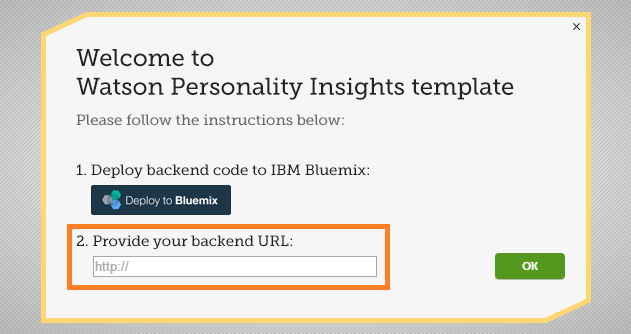 ×
Welcome to
Watson Personality Insights template
Please follow the instructions below:
1. Deploy backend code to IBM Bluemix:
Deploy to Bluemix
2. Provide your backend URL:
http://
OK